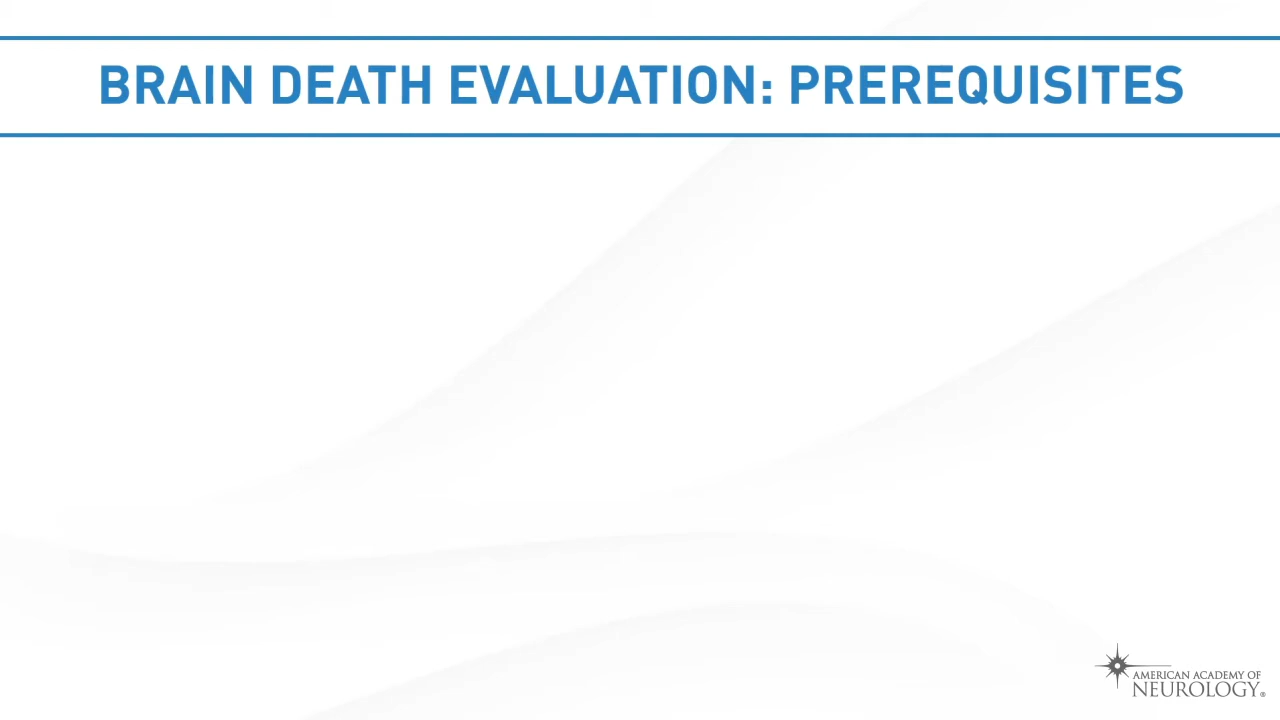 BRAIN DEATH EVALUATION: PREREQUISITES
AMERICAN ACADEMY OF
NEUROLOGY®